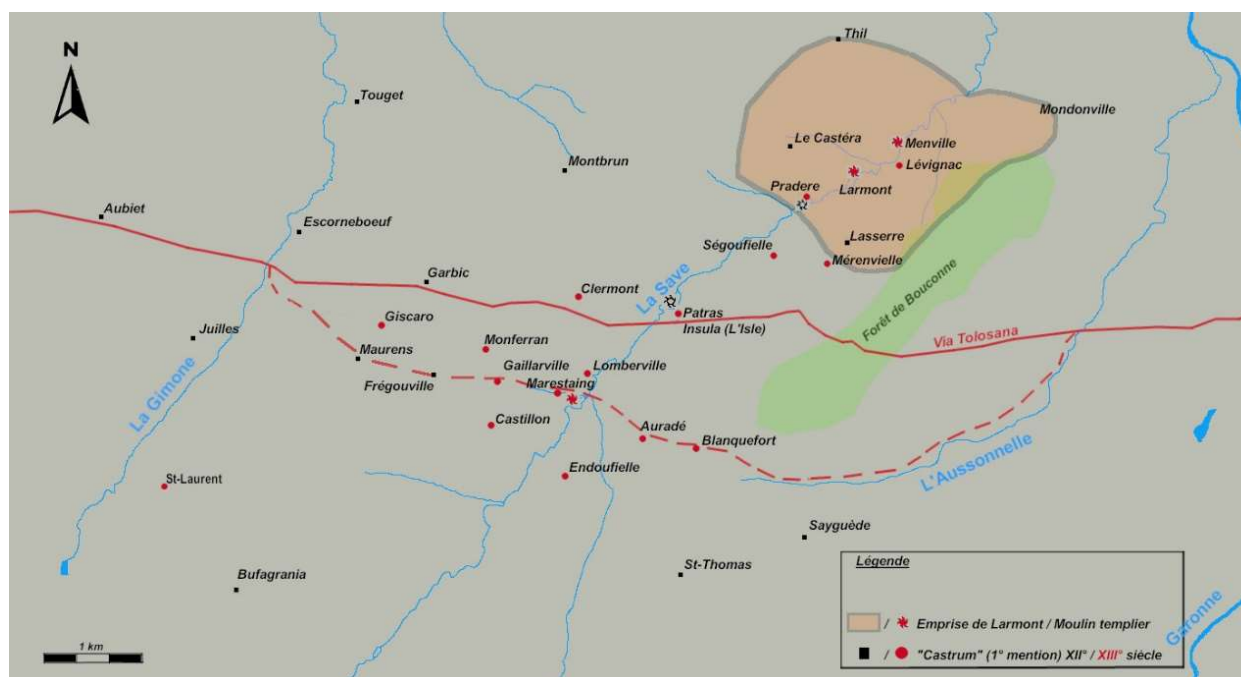 Thil
N
Touget
Mondonville
Le Castéra
Menville
Montbrun
Lévignac
Larmont
Pradere
Aubiet
Escorneboeuf
Lasserre
Ségoufielle
Mérenvielle
Garbic
La Save
Clermont
Forêt de Bouconne
Patras
Insula (L'Isle)
Giscaro
Via Tolosana
Juilles
Monferran
Maurens
Gaillarville
Lomberville
Frégouville
Marestaing
La Gimone
Castillon
Auradé
Blanquefort
L'Aussonnelle
Endoufielle
St-Laurent
Sayguède
St-Thomas
Bufagrania
Légende
/ Emprise de Larmont / Moulin templier
/ "Castrum" (1° mention) XII° / XIII° siècle
Garonne
1 km